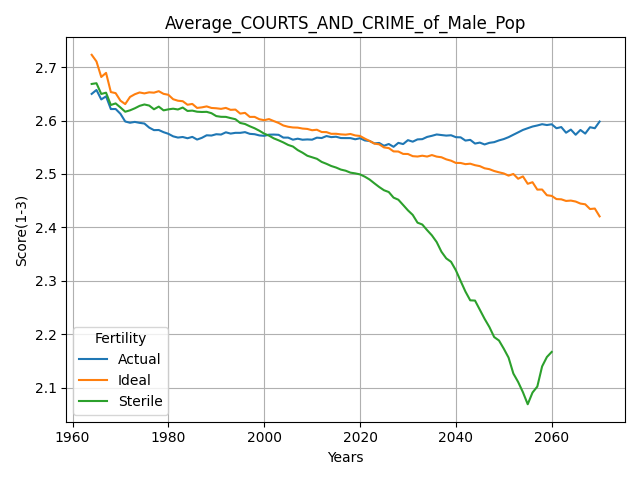 Average_COURTS_AND_CRIME_of_Male_Pop
Score(1-3)
2.7
2.6
2.5
2.4
2.3
2.2
2.1
Fertility
Actual
Ideal
Sterile
1960 1980 2000 2020 2040 2060
Years